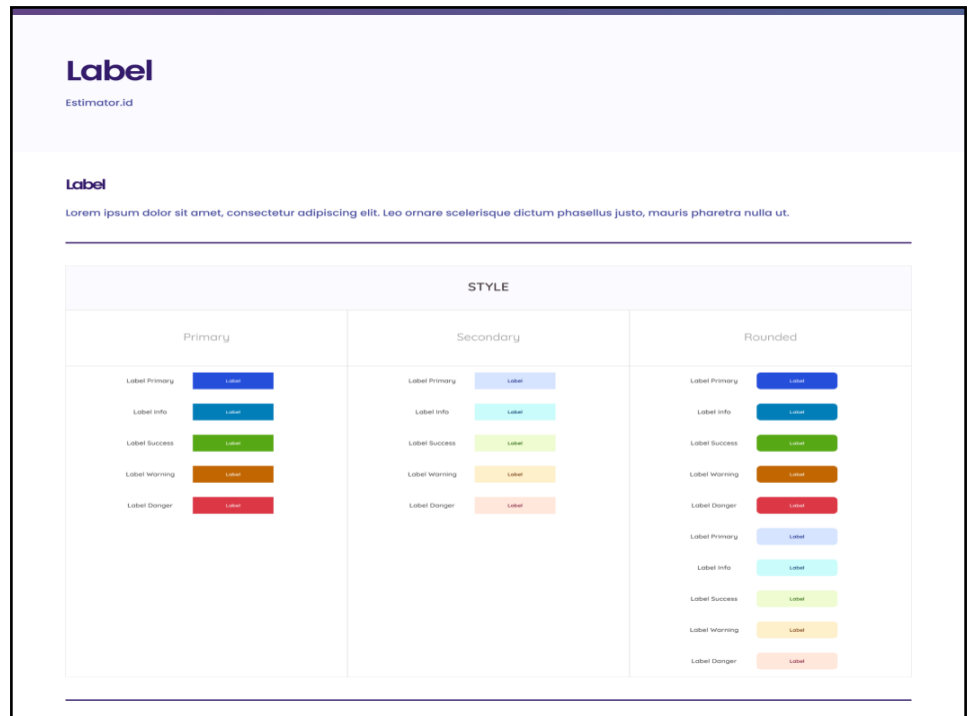 Label
Estimator.id
Label
Lorem ipsum dolor sit amet, consectetur adipiscing elit. Leo ornare scelerisque dictum phasellus justo, mauris pharetra nulla ut.
STYLE
Primary Secondary Rounded
Label Primary Label Label Primary Label Label Primary Label
Label Info Label Label Info Label Label Info Label
Label Success Label Label Success Label Label Success Label
Label Warning Label Label Warning Label Label Warning Label
Label Danger Label Label Danger Label Label Danger Label
Label Primary Label
Label Info Label
Label Success Label
Label Warning Label
Label Danger Label